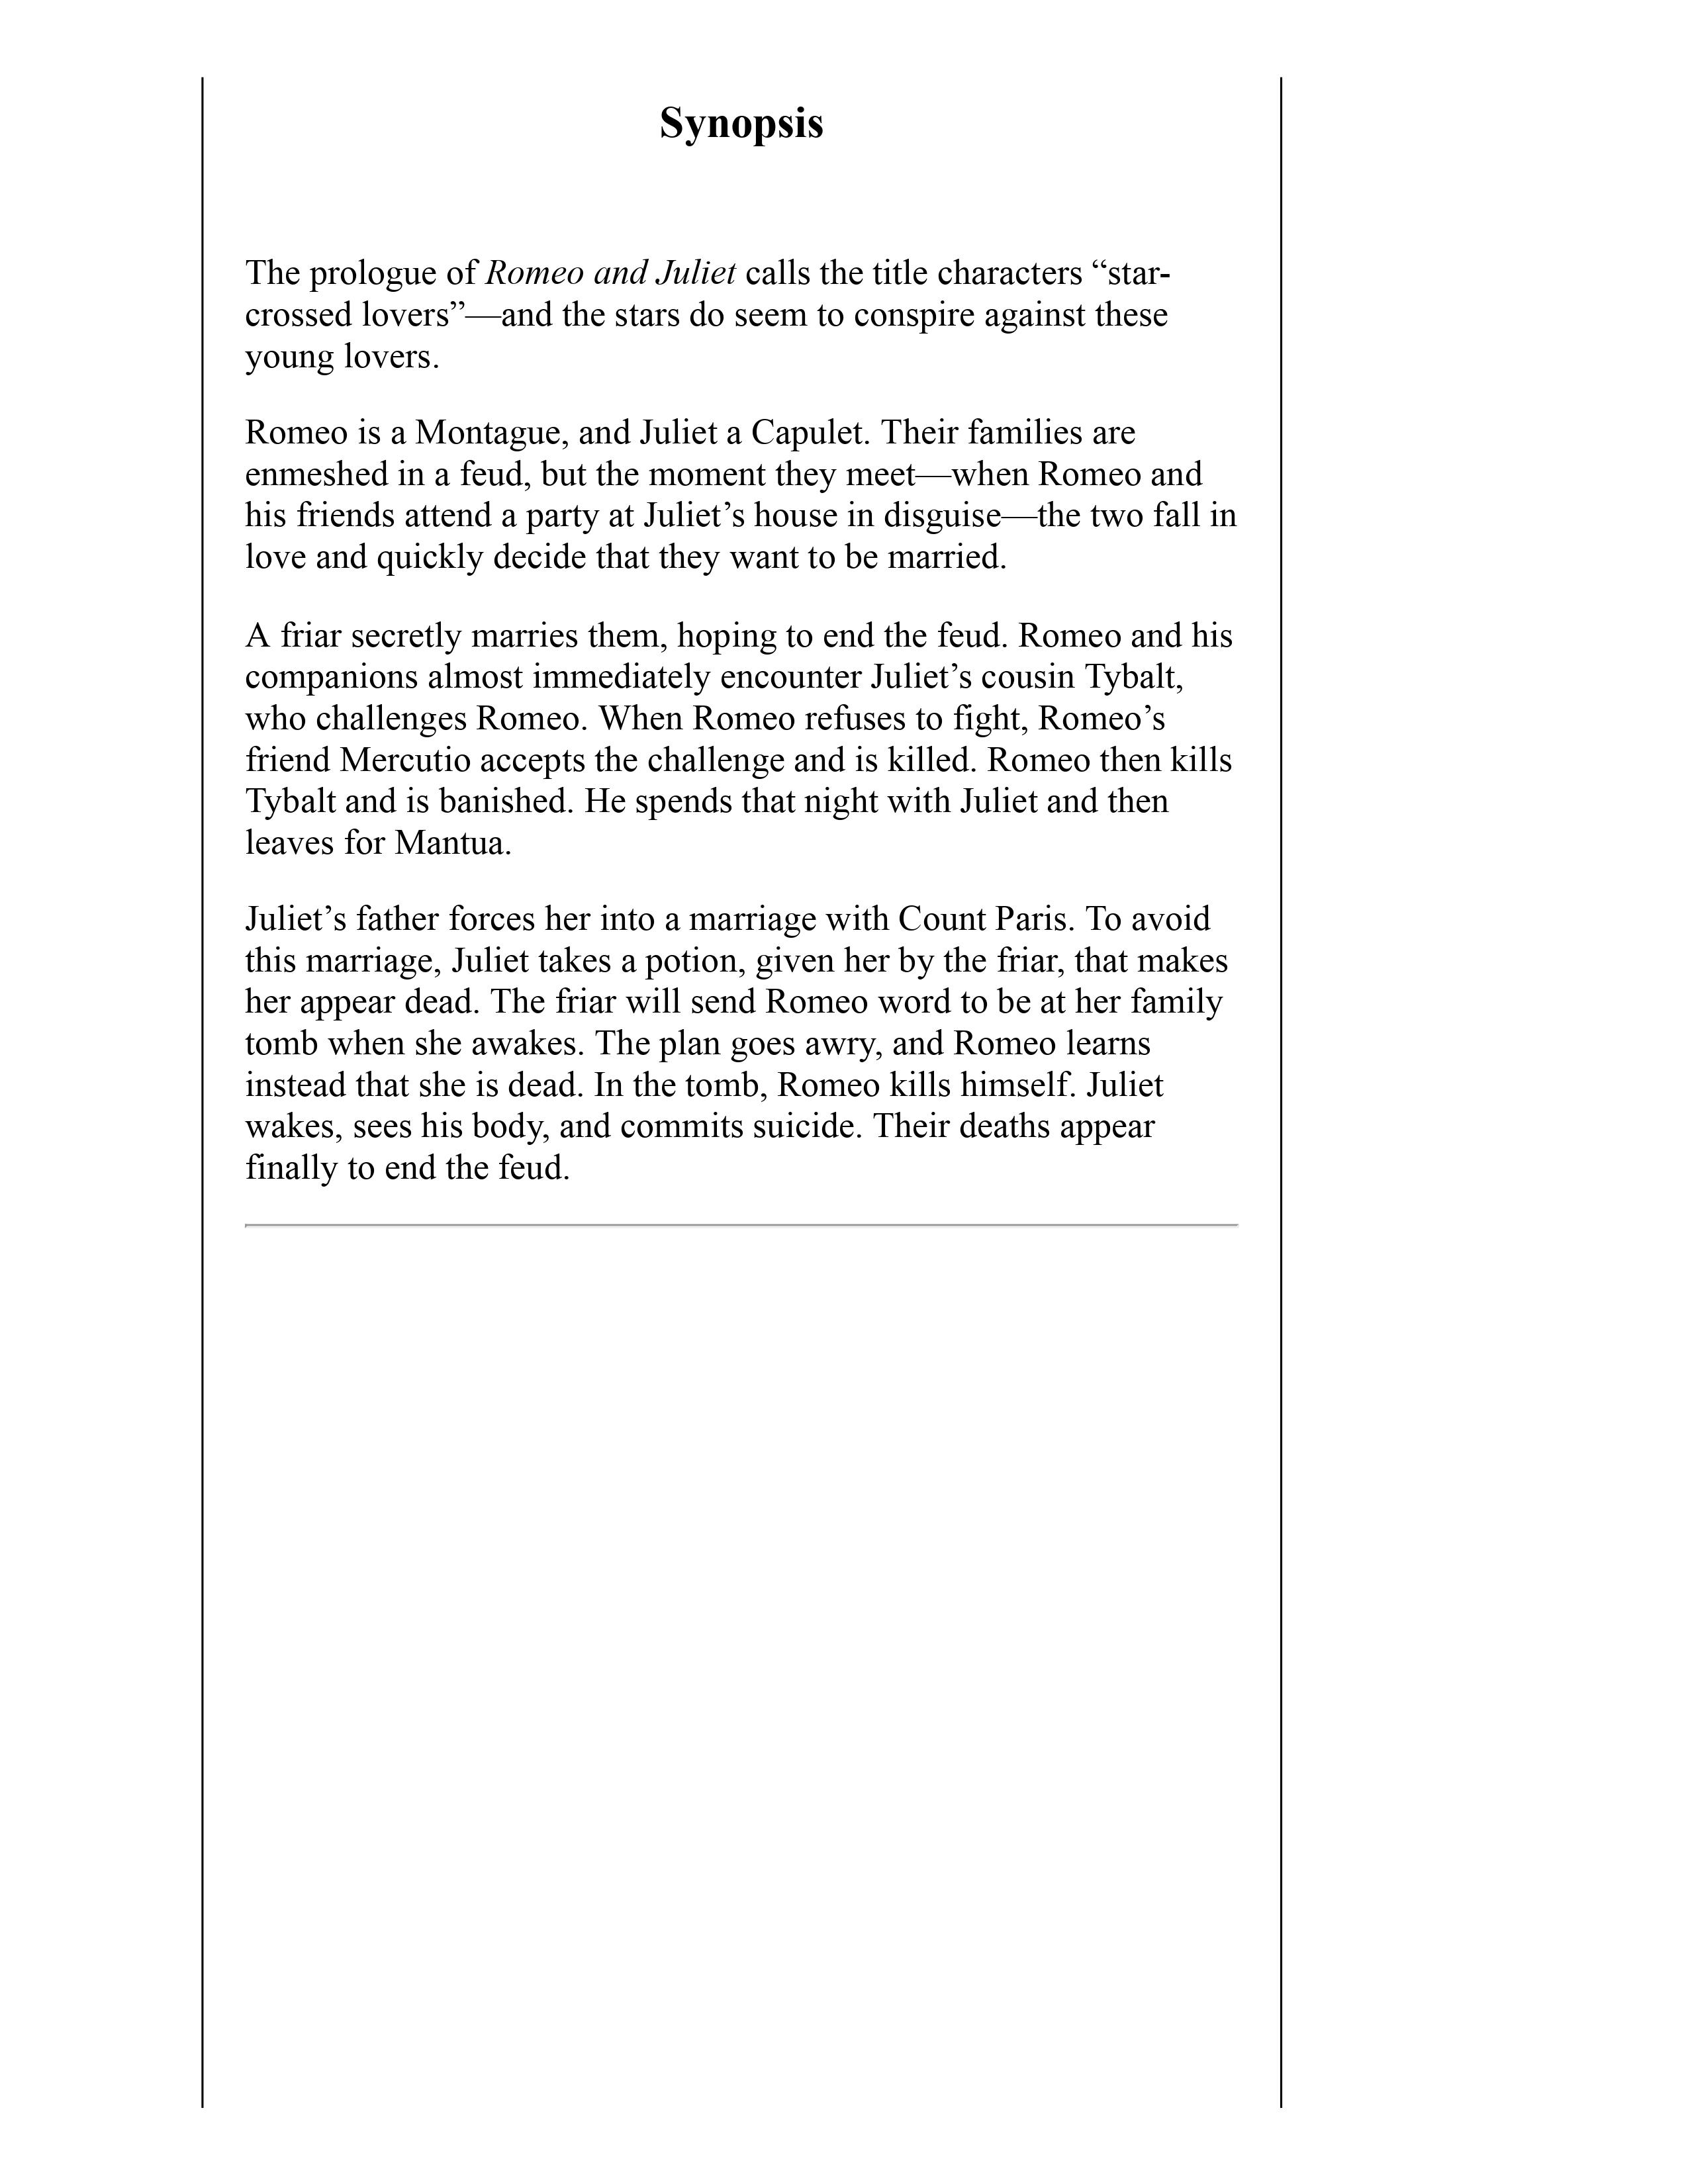 Synopsis
The prologue of Romeo and Juliet calls the title characters “star-
crossed lovers”—and the stars do seem to conspire against these
young lovers.
Romeo is a Montague, and Juliet a Capulet. Their families are
enmeshed in a feud, but the moment they meet—when Romeo and
his friends attend a party at Juliet’s house in disguise—the two fall in
love and quickly decide that they want to be married.
A friar secretly marries them, hoping to end the feud. Romeo and his
companions almost immediately encounter Juliet’s cousin Tybalt,
who challenges Romeo. When Romeo refuses to fight, Romeo’s
friend Mercutio accepts the challenge and is killed. Romeo then kills
Tybalt and is banished. He spends that night with Juliet and then
leaves for Mantua.
Juliet’s father forces her into a marriage with Count Paris. To avoid
this marriage, Juliet takes a potion, given her by the friar, that makes
her appear dead. The friar will send Romeo word to be at her family
tomb when she awakes. The plan goes awry, and Romeo learns
instead that she is dead. In the tomb, Romeo kills himself. Juliet
wakes, sees his body, and commits suicide. Their deaths appear
finally to end the feud.